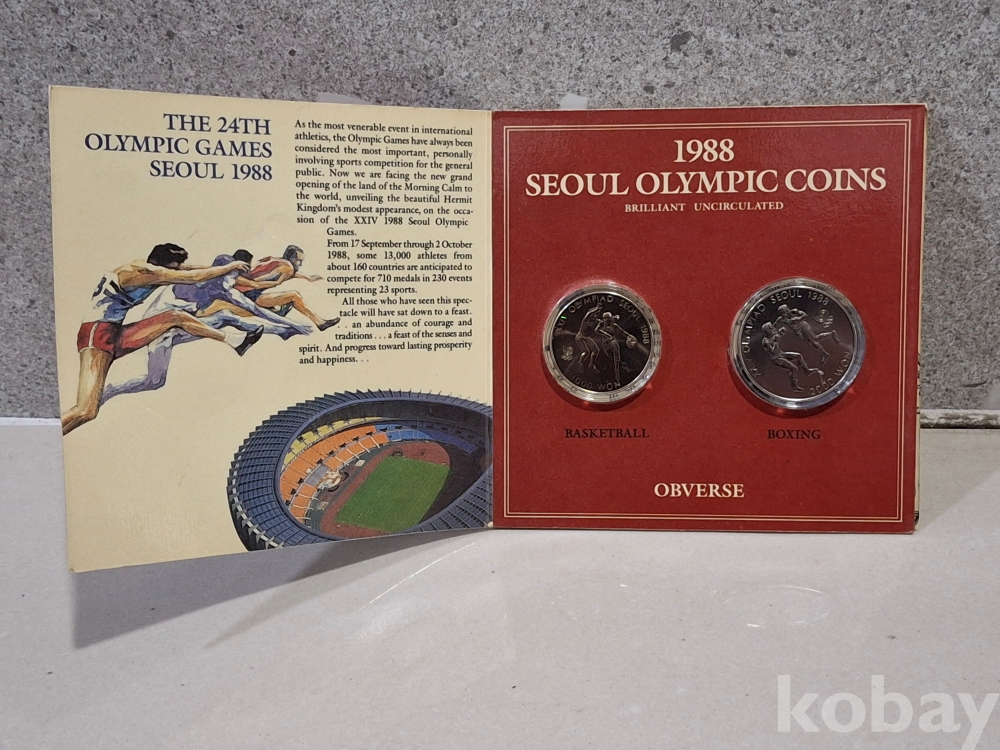 THE 24TH
OLYMPIC GAMES
SEOUL 1988
As the most venerable event in international
athletics, the Olympic Games have always been
considered the most important, personally
involving sports competition for the general
public. Now we are facing the new grand
opening of the land of the Morning Calm to
the world, unveiling the beautiful Hermit
Kingdom's modest appearance, on the occa-
sion of the XXIV 1988 Seoul Olympic
Games.
From 17 September through 2 October
1988, some 13,000 athletes from
about 160 countries are anticipated to
compete for 710 medals in 230 events
representing 23 sports.
All those who have seen this spec-
tacle will have sat down to a feast.
. . an abundance of courage and
traditions . . . a feast of the senses and
spirit. And progress toward lasting prosperity
and happiness. . .
1988
SEOUL OLYMPIC COINS
BRILLIANT UNCIRCULATED
OLYMPIAD SEOUL 1988
WON
OLYMPIAD SEOUL 1988
2000 WON
BASKETBALL
BOXING
OBVERSE
kobay